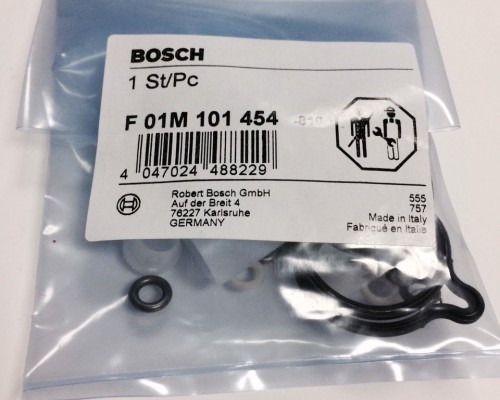 BOSCH
1 St/Pc
F 01M 101 454
4 047024 488229
Robert Bosch GmbH
Auf der Breit 4
76227 Karlsruhe
GERMANY
555
757
Made in Italy
Fabriqué en Italie